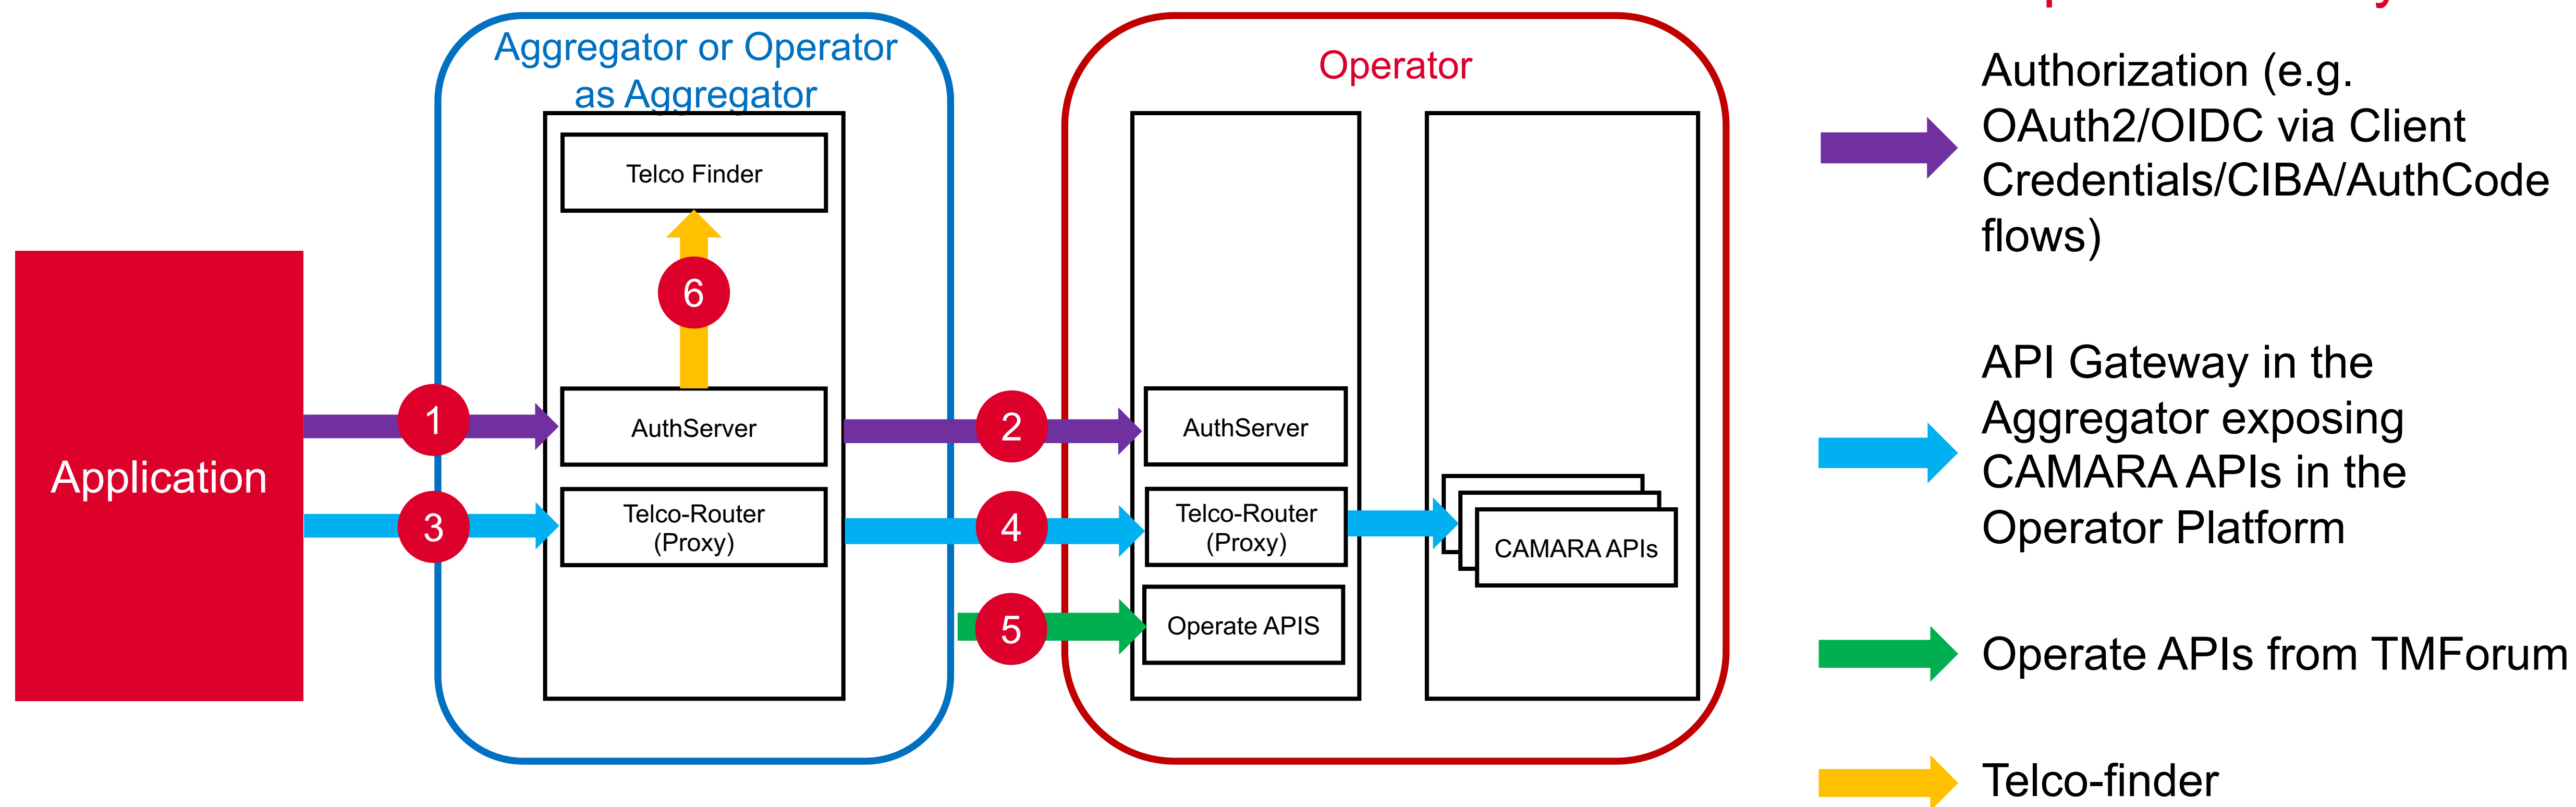 Aggregator or Operator
as Aggregator
Operator
Telco Finder
6
Application
1
AuthServer
2
AuthServer
3
Telco-Router
(Proxy)
4
Telco-Router
(Proxy)
CAMARA APIs
5
Operate APIS
Authorization (e.g.
OAuth2/OIDC via Client
Credentials/CIBA/AuthCode
flows)
API Gateway in the
Aggregator exposing
CAMARA APIs in the
Operator Platform
Operate APIs from TMForum
Telco-finder